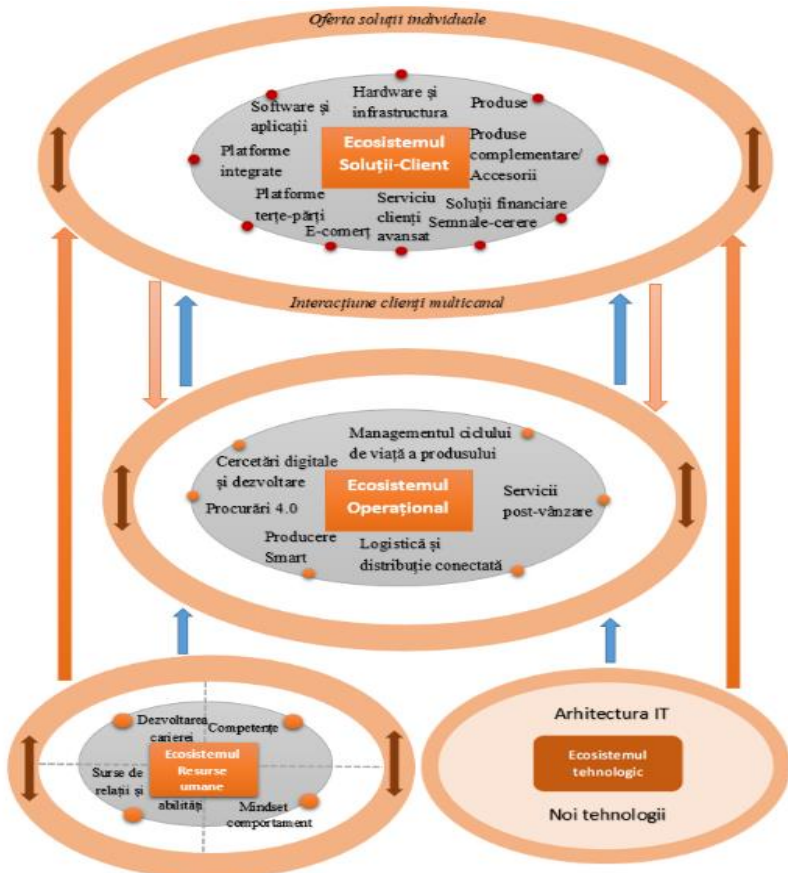 Oferta soluții individuale
Hardware și
infrastructura
Software și
aplicații
Produse
Ecosistemul
Soluții-Client
Produse
complementare/
Accesorii
Platforme
integrate
Platforme
terțe-părți
Serviciu
clienți
avansat
Soluții financiare
Semnale-cerere
E-comerț
Interacțiune clienți multicanal
Managementul ciclului
de viață a produsului
Cercetări digitale
și dezvoltare
Ecosistemul
Operațional
Servicii
post-vânzare
Procurări 4.0
Producere
Smart
Logistică și
distribuție conectată
Dezvoltarea
carierei
Competențe
Ecosistemul
Resurse
umane
Surse de
relații și
abilități
Mindset
comportament
Arhitectura IT
Ecosistemul
tehnologic
Noi tehnologii